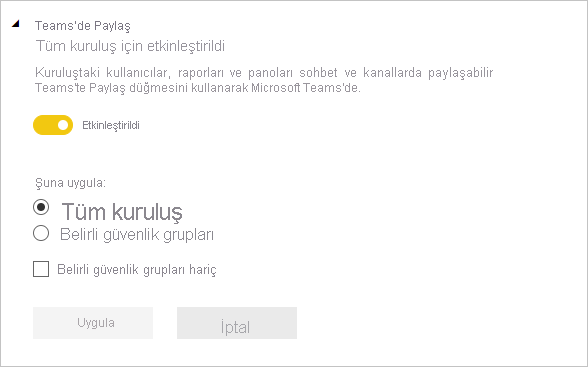 Teams'de Paylaş
Tüm kuruluş için etkinleştirildi
Kuruluştaki kullanıcılar, raporları ve panoları sohbet ve kanallarda paylaşabilir
Teams'te Paylaş düğmesini kullanarak Microsoft Teams'de.
Etkinleştirildi
Şuna uygula:
Tüm kuruluş
Belirli güvenlik grupları
Belirli güvenlik grupları hariç
Uygula
İptal